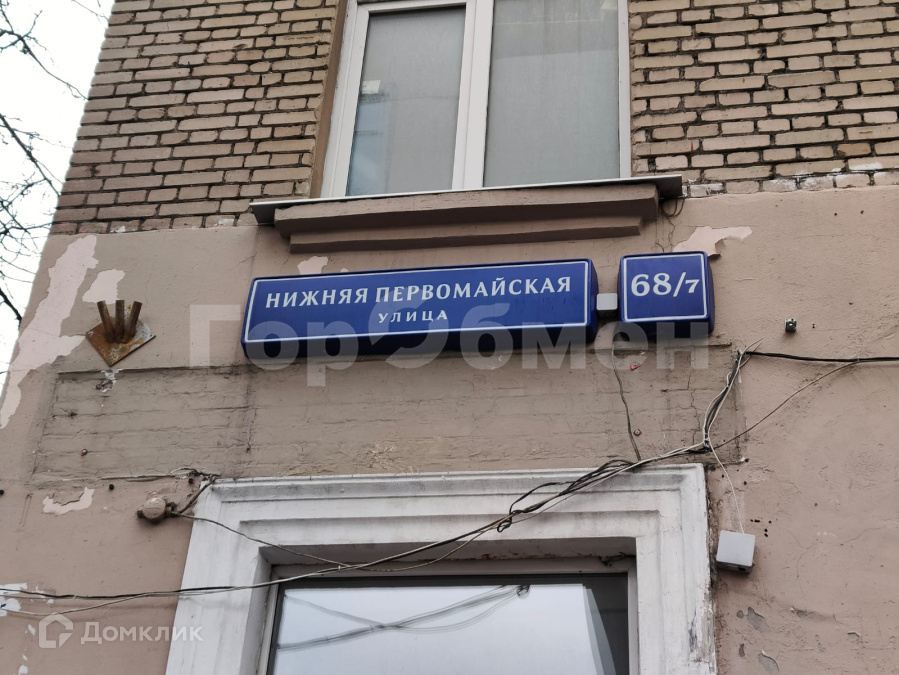 НИЖНЯЯ ПЕРВОМАЙСКАЯ
УЛИЦА
68/7
ГорОбмен
Домклик